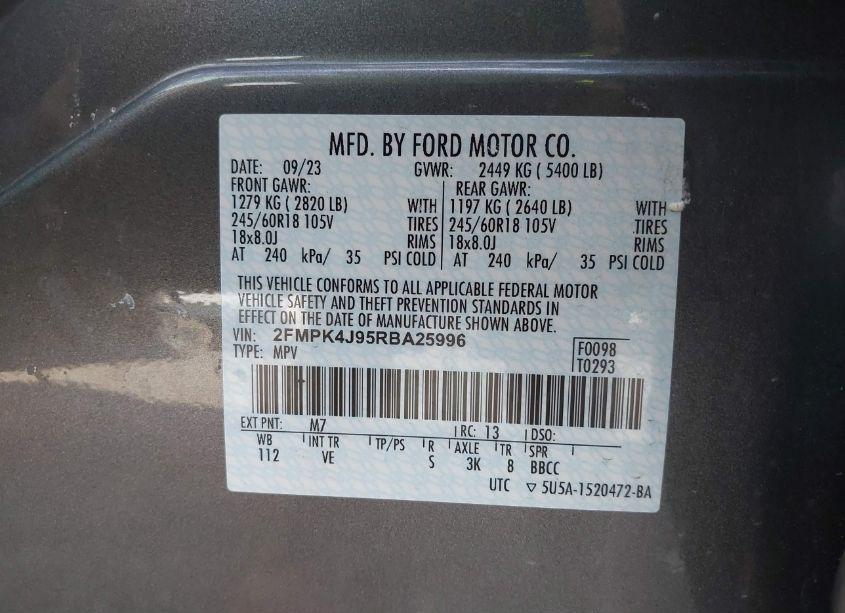 MFD. BY FORD MOTOR CO.
DATE: 09/23 GVWR: 2449 KG ( 5400 LB)
FRONT GAWR: REAR GAWR:
1279 KG ( 2820 LB) WITH 1197 KG ( 2640 LB) WITH
245/60R18 105V TIRES 245/60R18 105V TIRES
18x8.0J RIMS 18x8.0J RIMS
AT 240 kPa/ 35 PSI COLD AT 240 kPa/ 35 PSI COLD
THIS VEHICLE CONFORMS TO ALL APPLICABLE FEDERAL MOTOR
VEHICLE SAFETY AND THEFT PREVENTION STANDARDS IN
EFFECT ON THE DATE OF MANUFACTURE SHOWN ABOVE.
VIN: 2FMPK4J95RBA25996
TYPE: MPV
F0098
T0293
EXT PNT: M7 RC: 13 DSO:
WB INT TR TP/PS R AXLE TR SPR
112 VE S 3K 8 BBCC
UTC ▽ 5U5A-1520472-BA